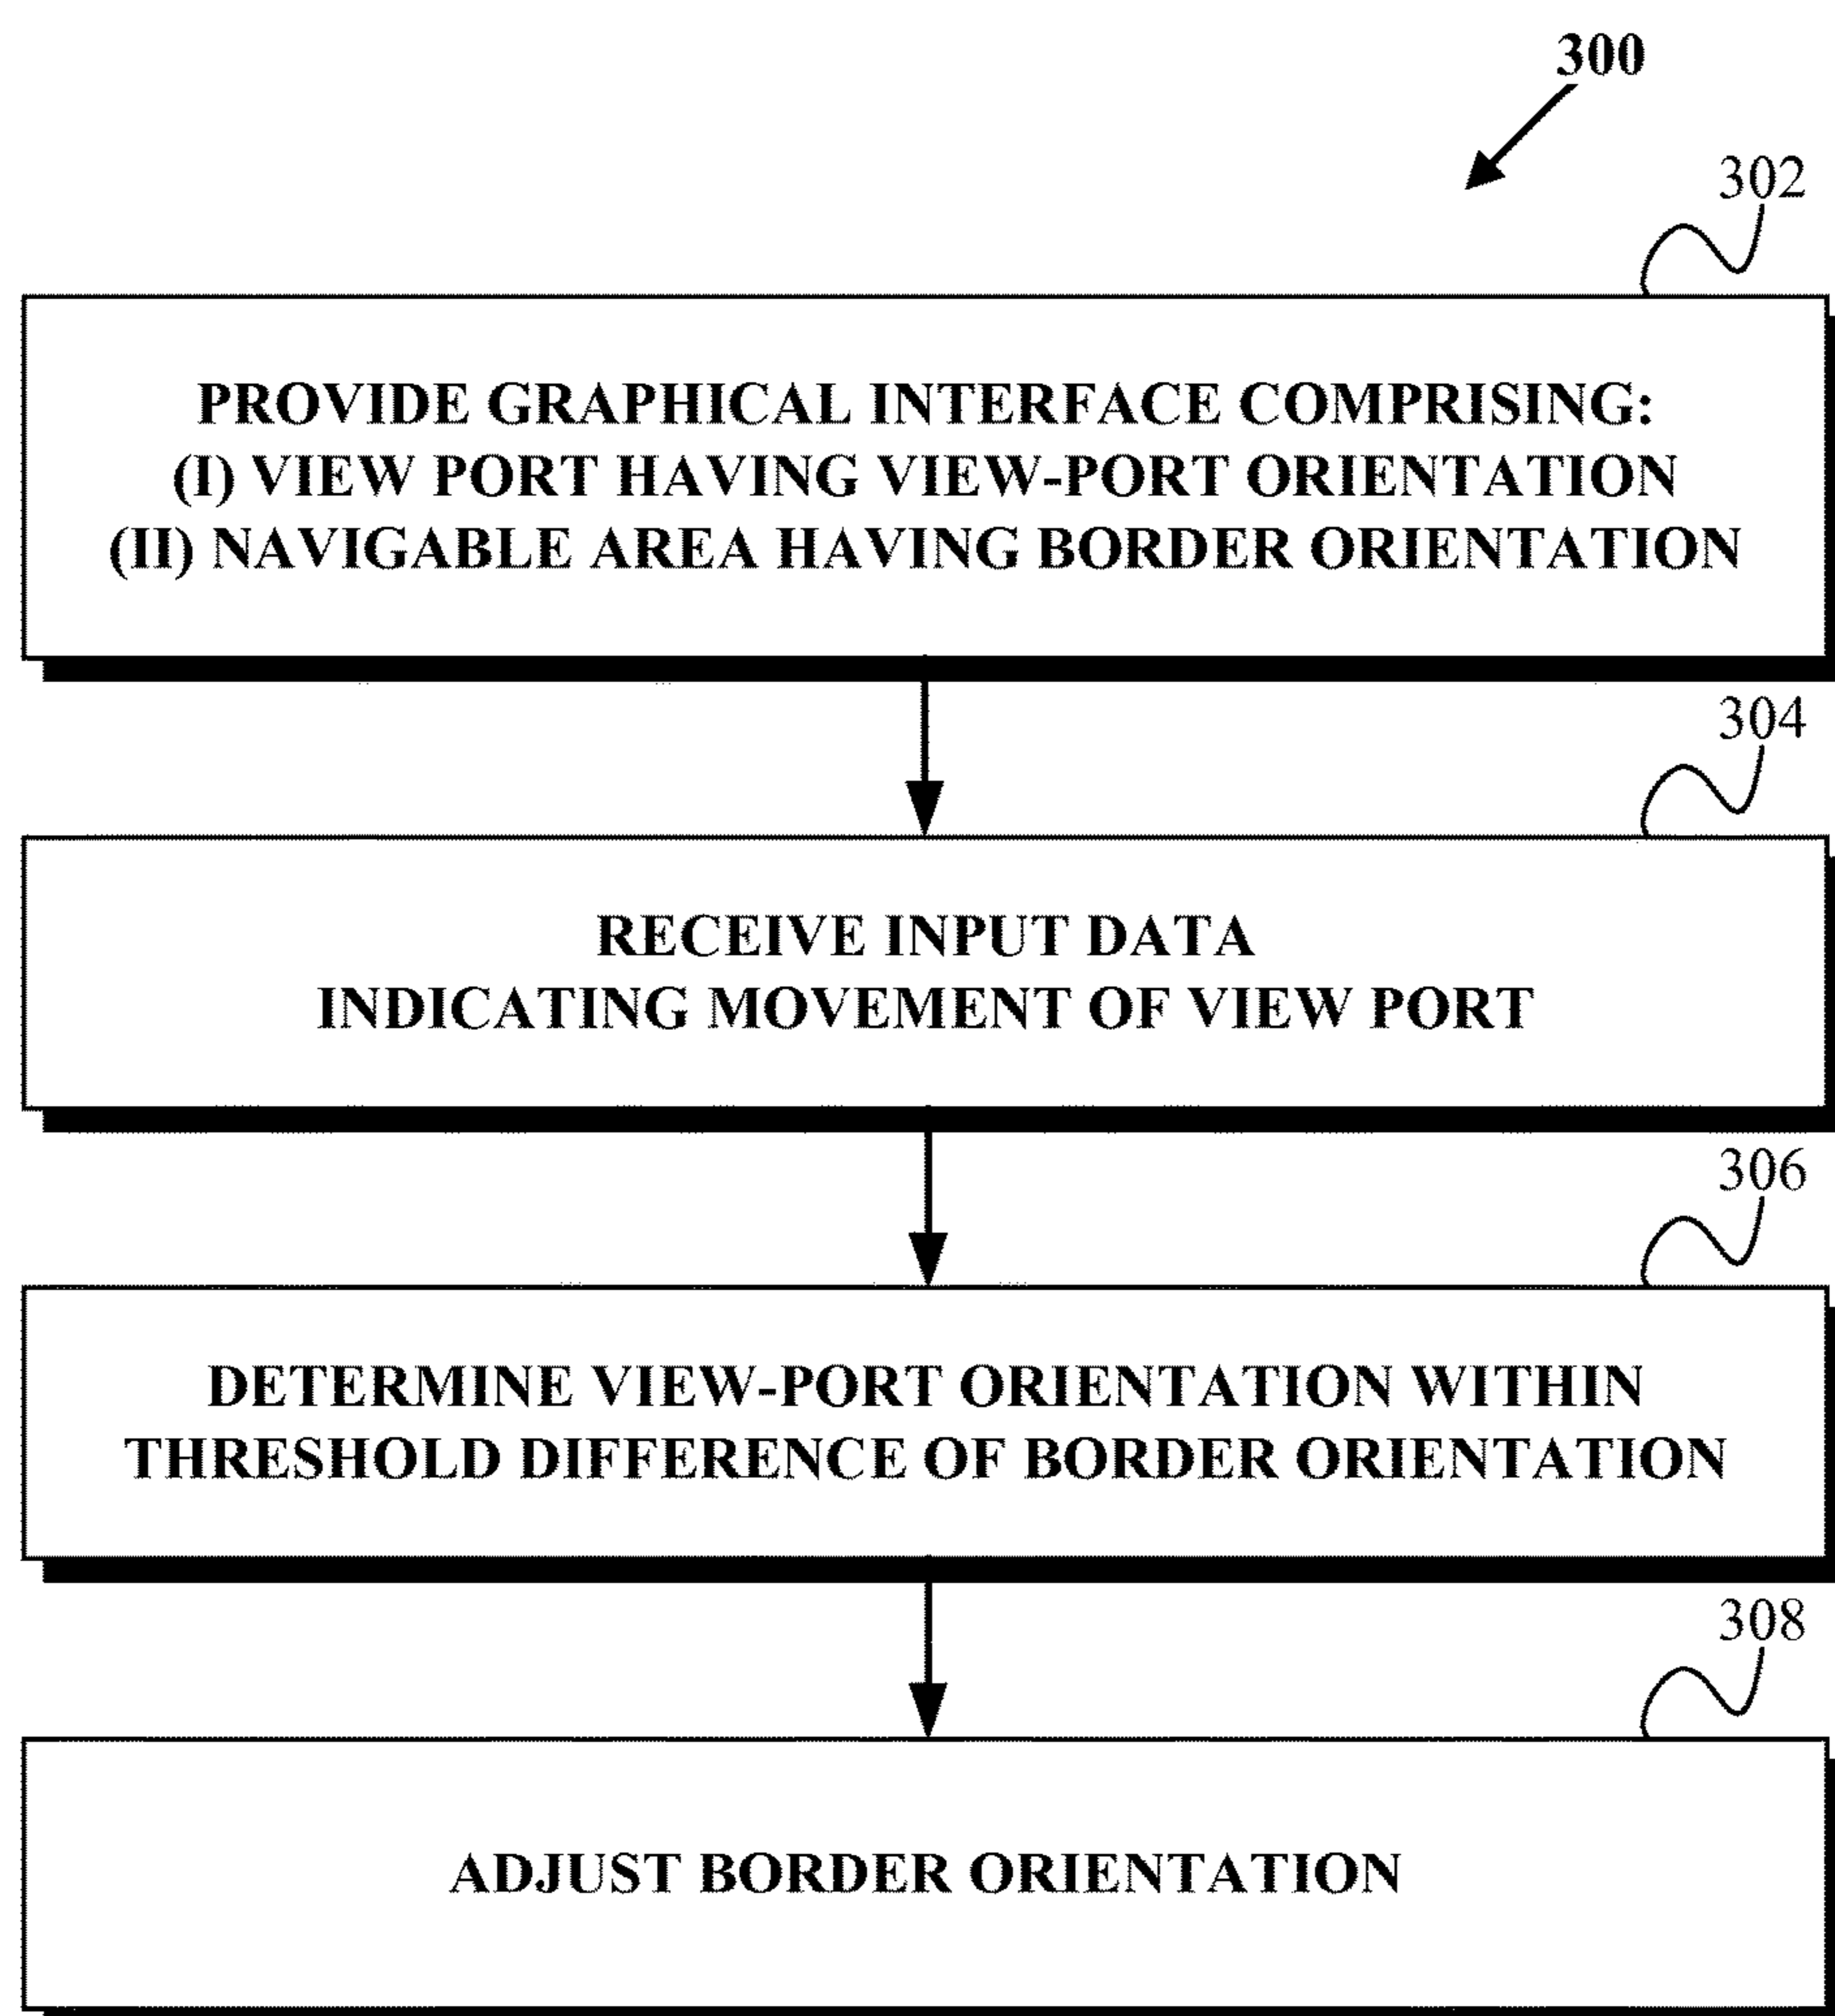 300
302
PROVIDE GRAPHICAL INTERFACE COMPRISING:
(I) VIEW PORT HAVING VIEW-PORT ORIENTATION
(II) NAVIGABLE AREA HAVING BORDER ORIENTATION
304
RECEIVE INPUT DATA
INDICATING MOVEMENT OF VIEW PORT
306
DETERMINE VIEW-PORT ORIENTATION WITHIN
THRESHOLD DIFFERENCE OF BORDER ORIENTATION
308
ADJUST BORDER ORIENTATION